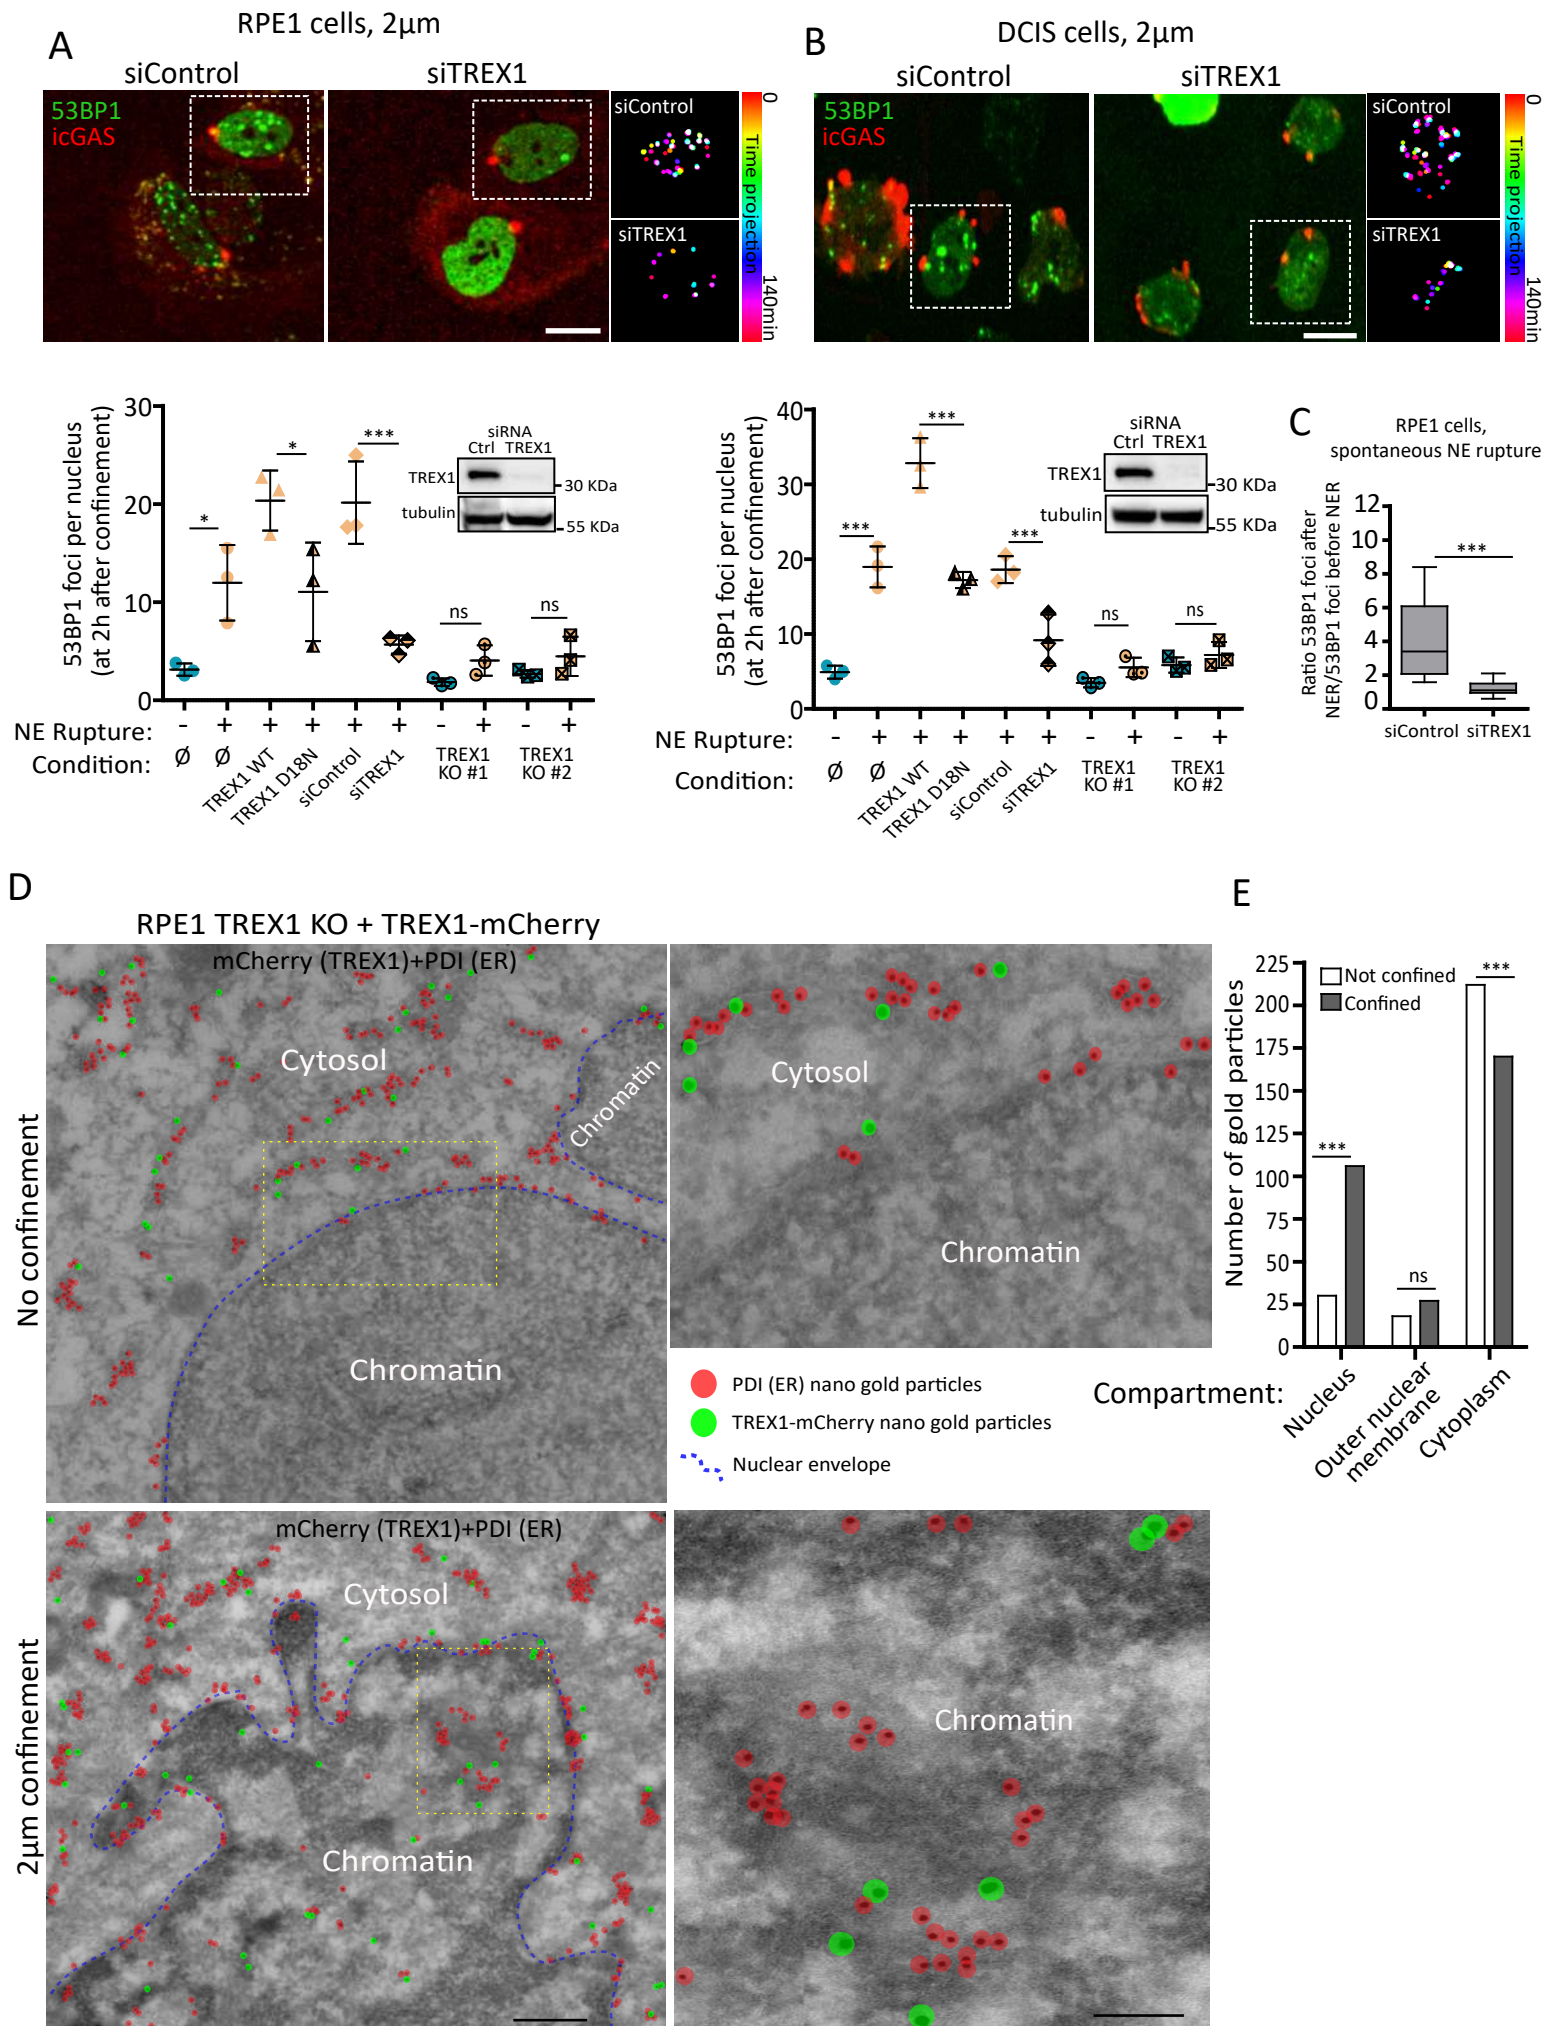 A
RPE1 cells, 2µm
siControl
siTREX1
53BP1
icGAS
siControl
siTREX1
0
Time projection
140min
B
DCIS cells, 2µm
siControl
siTREX1
53BP1
icGAS
siControl
siTREX1
0
Time projection
140min
53BP1 foci per nucleus
(at 2h after confinement)
30
20
10
0
*
*
***
ns
ns
siRNA
Ctrl TREX1
TREX1
30 KDa
tubulin
55 KDa
NE Rupture: - + + + + + - + - +
Condition: Ø Ø TREX1 WT TREX1 D18N siControl siTREX1 TREX1 KO #1 TREX1 KO #2
53BP1 foci per nucleus
(at 2h after confinement)
40
30
20
10
0
***
***
***
ns
ns
siRNA
Ctrl TREX1
TREX1
30 KDa
tubulin
55 KDa
NE Rupture: - + + + + + - + - +
Condition: Ø Ø TREX1 WT TREX1 D18N siControl siTREX1 TREX1 KO #1 TREX1 KO #2
C
RPE1 cells,
spontaneous NE rupture
Ratio 53BP1 foci after
NER/53BP1 foci before NER
12
10
8
6
4
2
0
***
siControl siTREX1
D
RPE1 TREX1 KO + TREX1-mCherry
No confinement
mCherry (TREX1)+PDI (ER)
Cytosol
Chromatin
Chromatin
Cytosol
Chromatin
PDI (ER) nano gold particles
TREX1-mCherry nano gold particles
Nuclear envelope
2µm confinement
mCherry (TREX1)+PDI (ER)
Cytosol
Chromatin
Chromatin
E
Number of gold particles
225
200
175
150
125
100
75
50
25
0
Not confined
Confined
***
ns
***
Compartment:
Nucleus
Outer nuclear
membrane
Cytoplasm